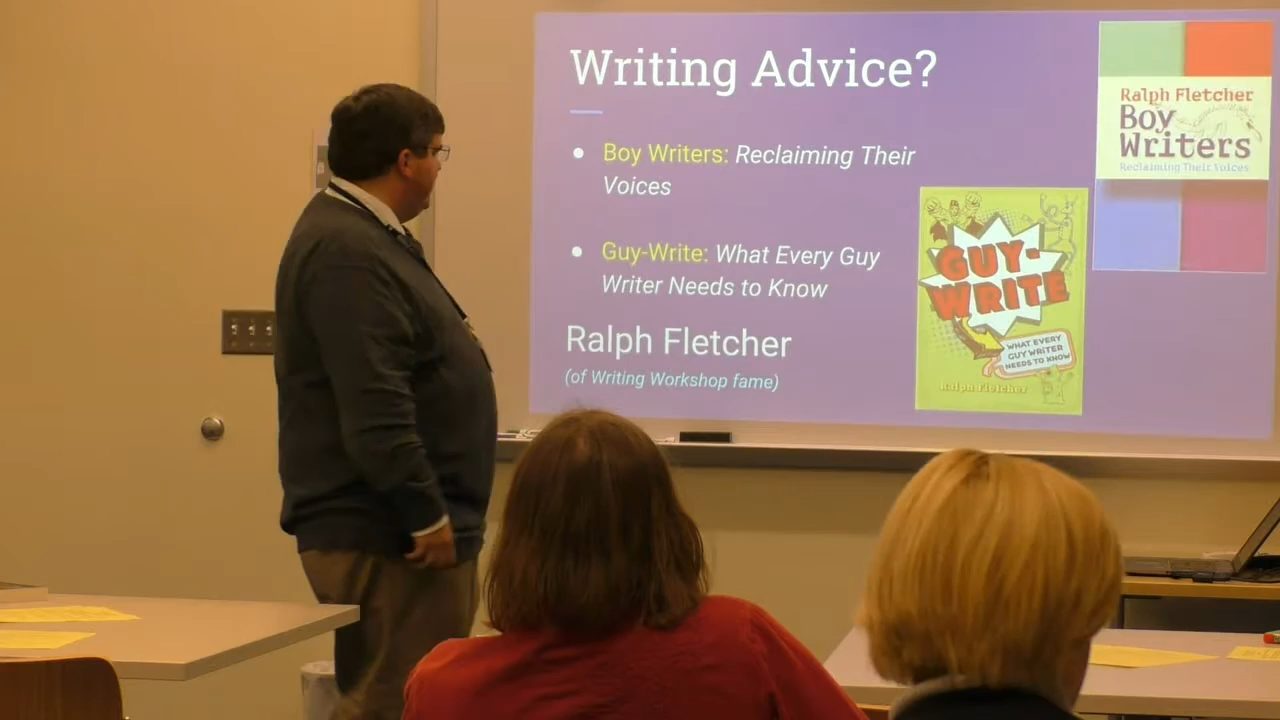 Writing Advice?
Boy Writers: Reclaiming Their
Voices
Guy-Write: What Every Guy
Writer Needs to Know
Ralph Fletcher
(of Writing Workshop fame)
Ralph Fletcher
Boy
Writers
Reclaiming Their Voices
GUY-
WRITE
WHAT EVERY
GUY WRITER
NEEDS TO KNOW
Ralph Fletcher